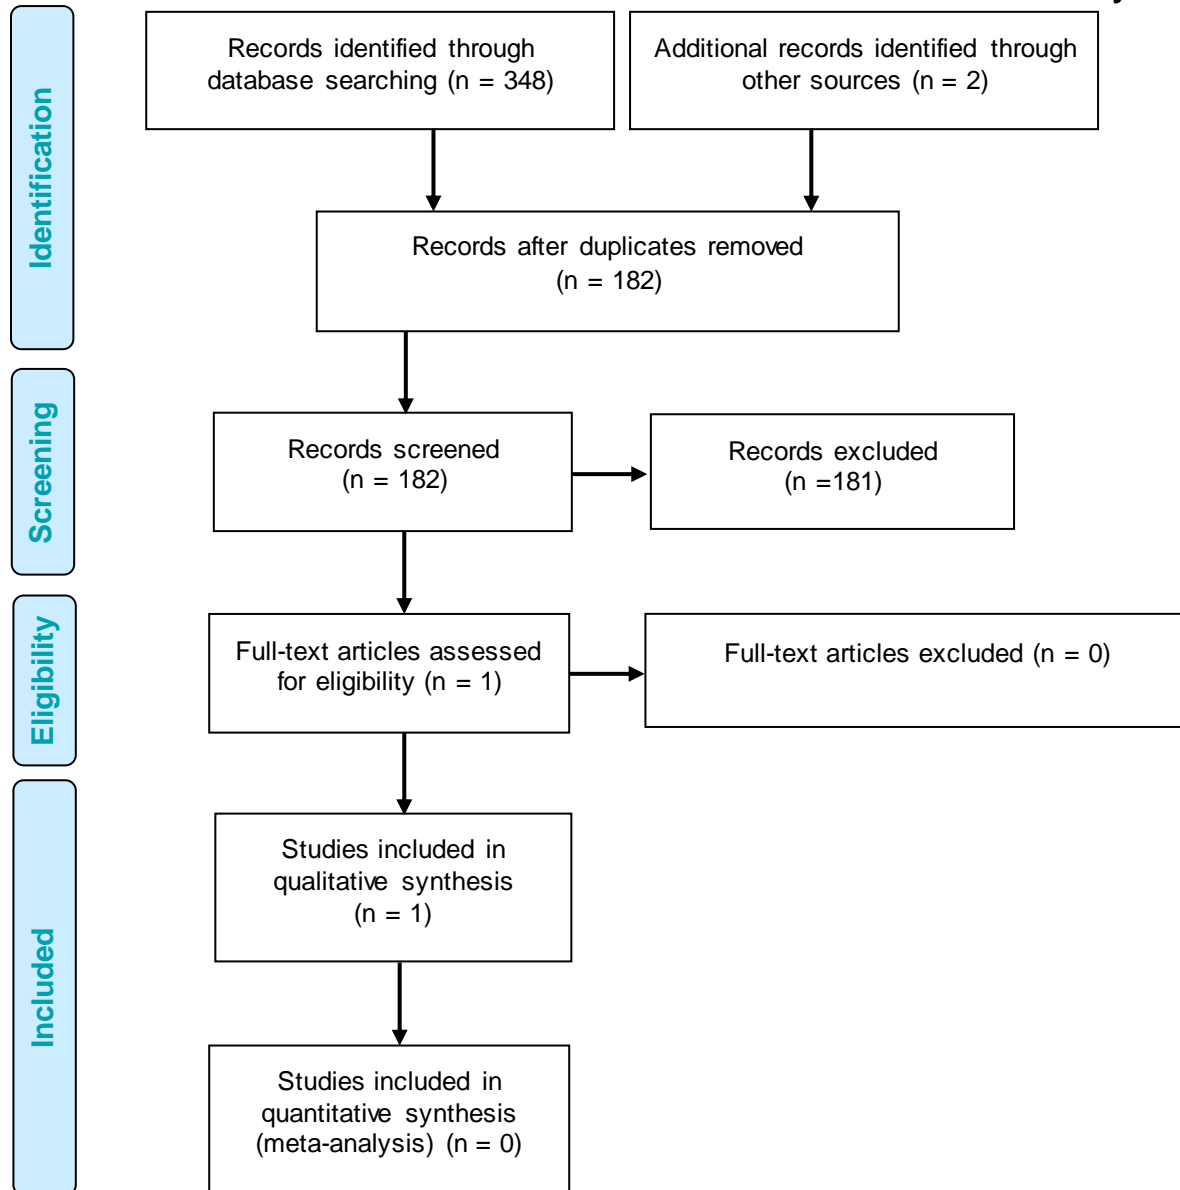 Identification
Records identified through
database searching (n = 348)
Additional records identified through
other sources (n = 2)
Records after duplicates removed
(n = 182)
Screening
Records screened
(n = 182)
Records excluded
(n =181)
Eligibility
Full-text articles assessed
for eligibility (n = 1)
Full-text articles excluded (n = 0)
Included
Studies included in
qualitative synthesis
(n = 1)
Studies included in
quantitative synthesis
(meta-analysis) (n = 0)